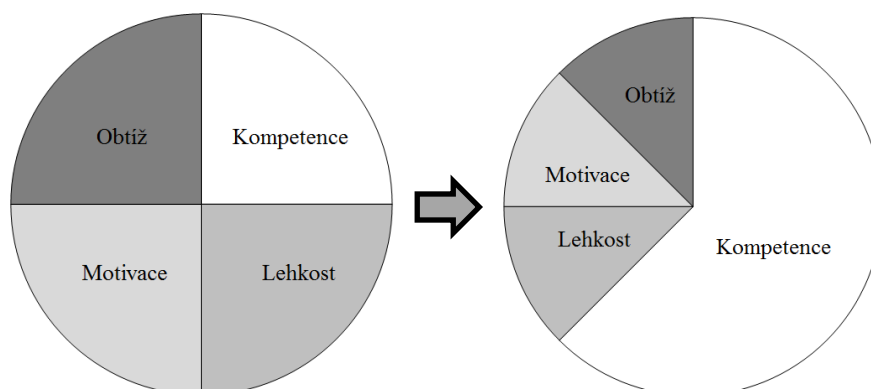 Obtíž
Kompetence
Motivace
Lehkost
Obtíž
Motivace
Lehkost
Kompetence